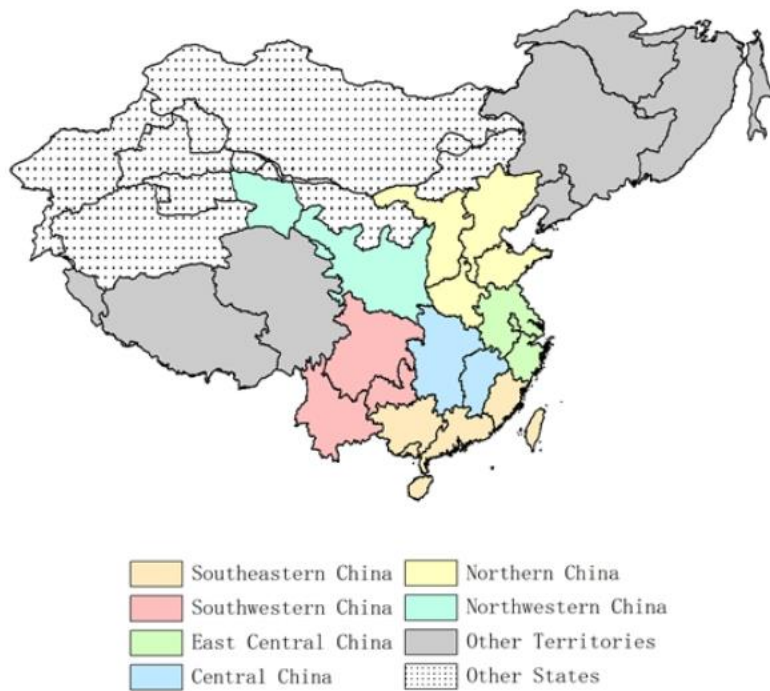 Southeastern China
Northern China
Southwestern China
Northwestern China
East Central China
Other Territories
Central China
Other States